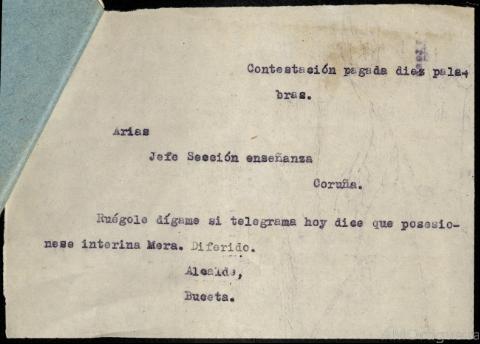 Contestación pagada diez pala-
bras.
Arias
Jefe Sección enseñanza
Coruña.
Ruégole dígame si telegrama hoy dice que posesio-
nese interina Mera. Diferido.
Alcalde,
Buceta.